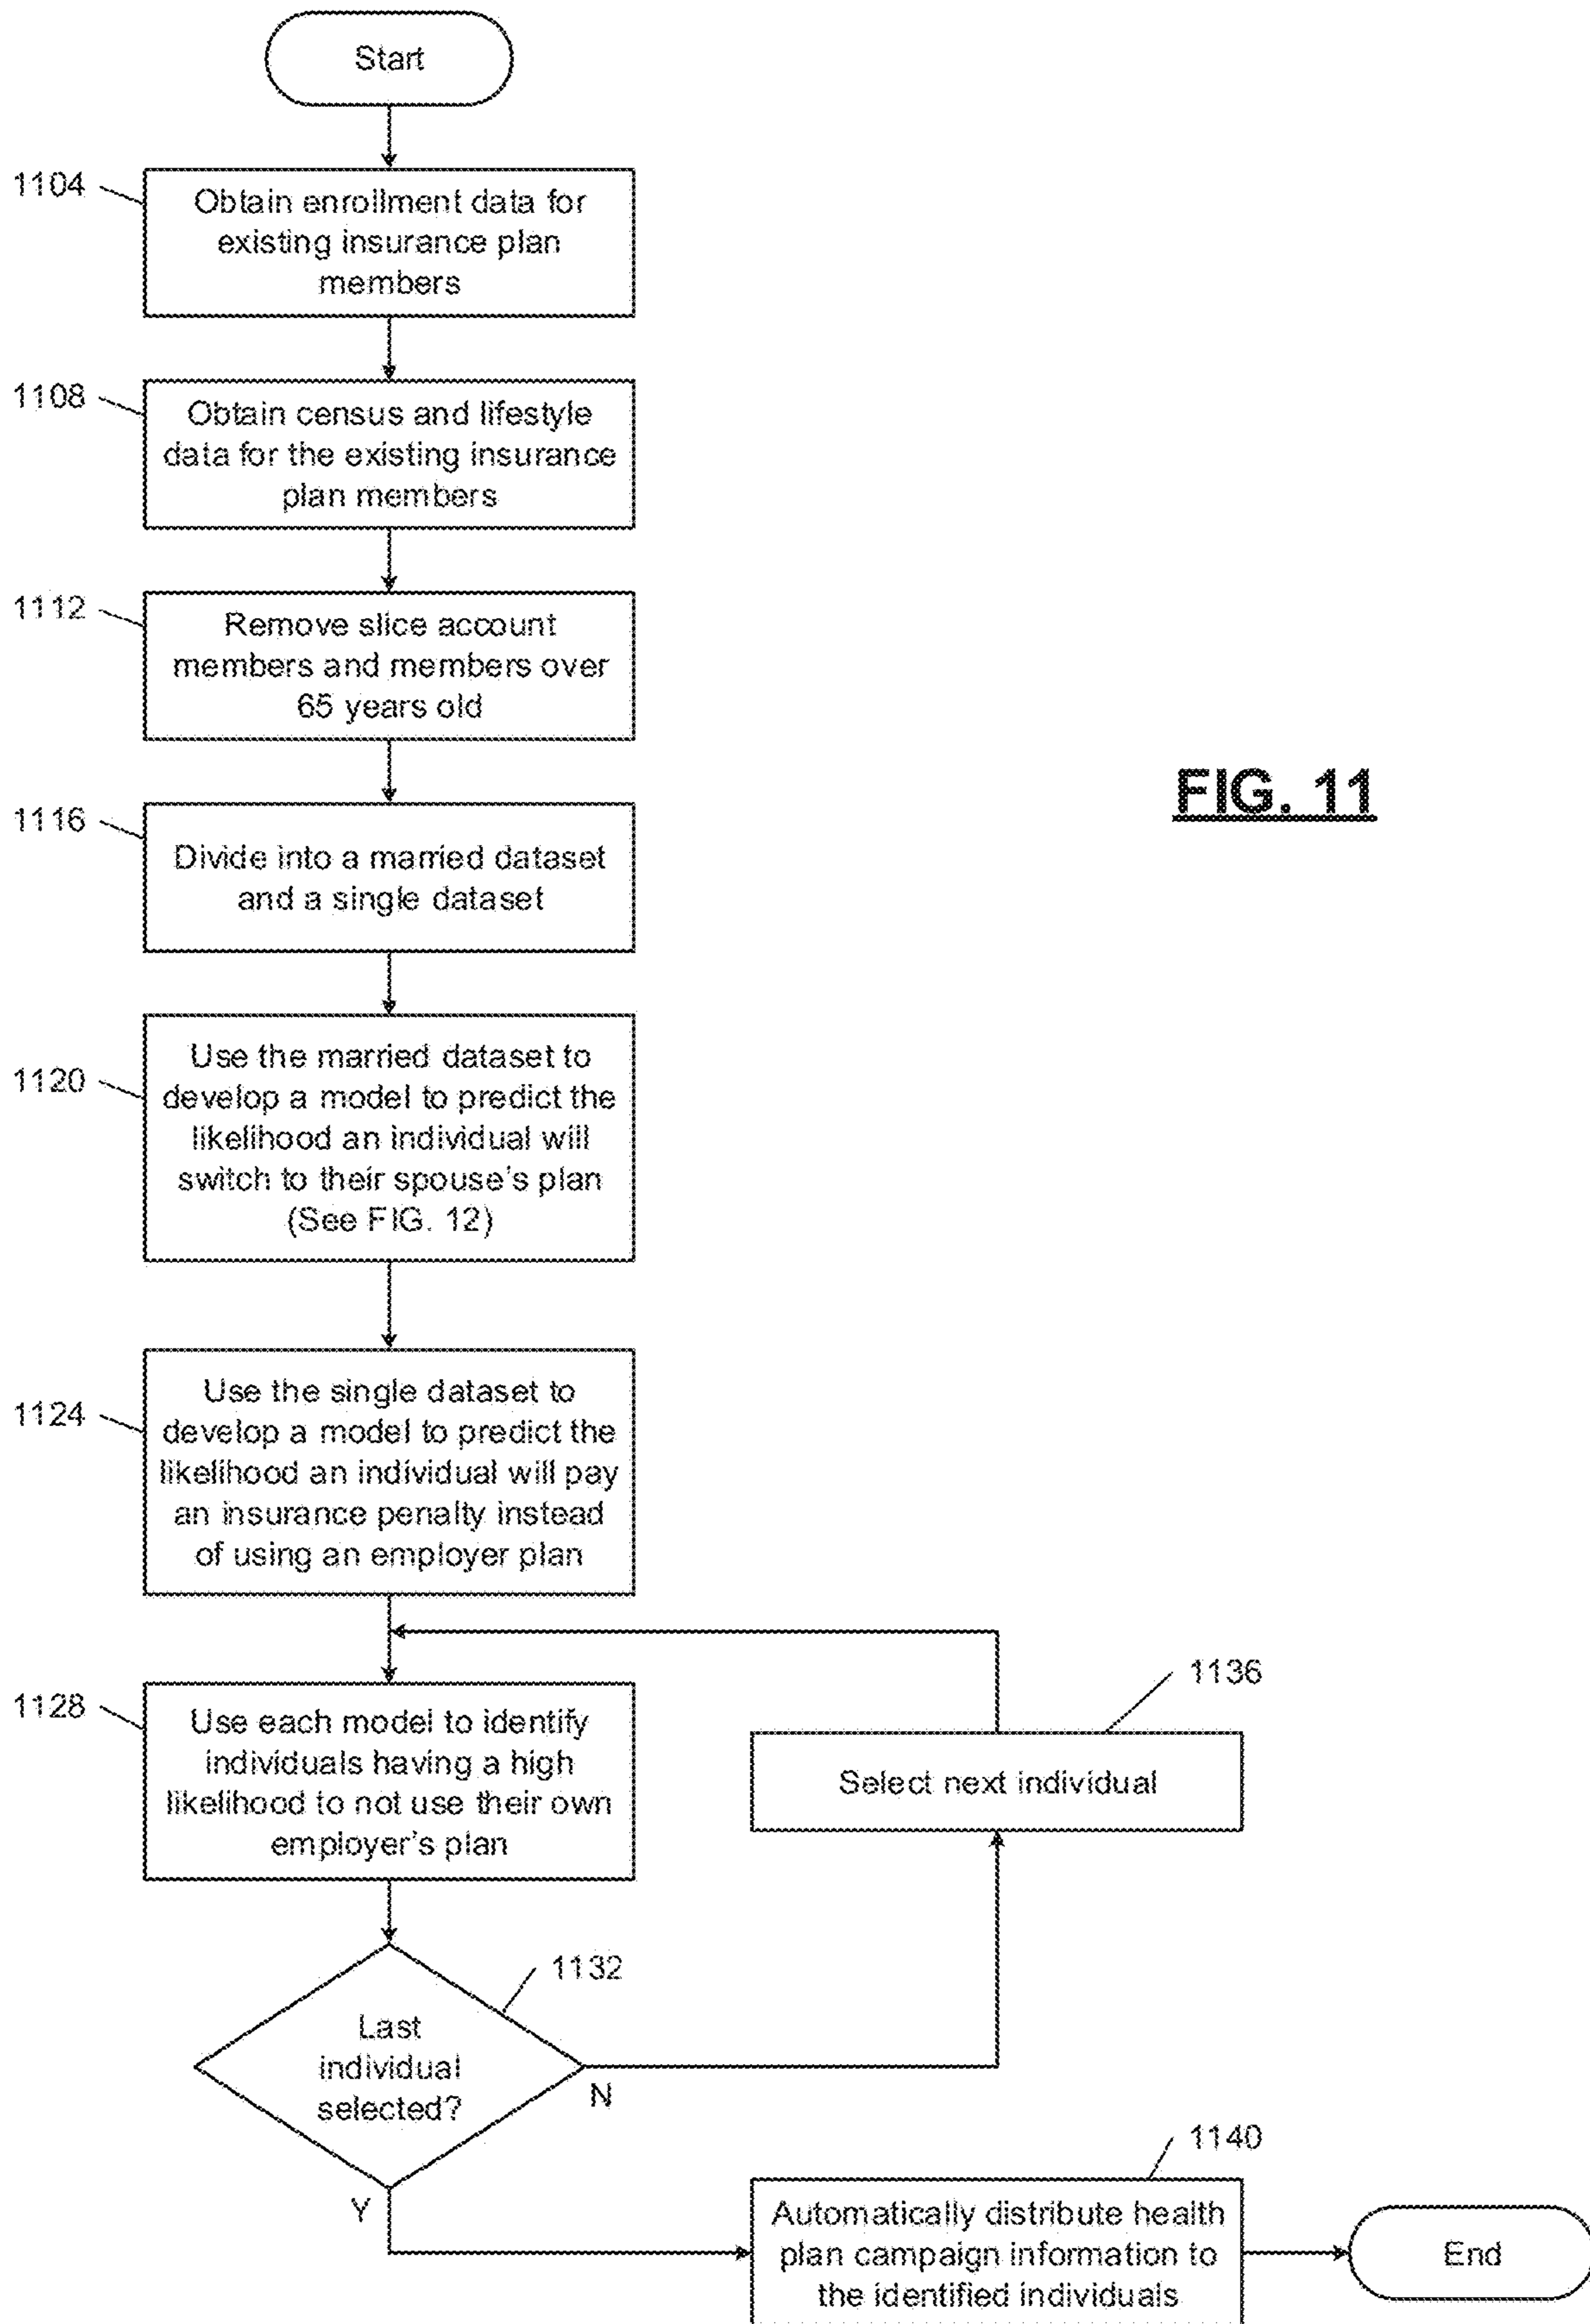 Start
1104
Obtain enrollment data for
existing insurance plan
members
1108
Obtain census and lifestyle
data for the existing insurance
plan members
1112
Remove slice account
members and members over
65 years old
FIG. 11
1116
Divide into a married dataset
and a single dataset
1120
Use the married dataset to
develop a model to predict the
likelihood an individual will
switch to their spouse's plan
(See FIG. 12)
1124
Use the single dataset to
develop a model to predict the
likelihood an individual will pay
an insurance penalty instead
of using an employer plan
1128
Use each model to identify
individuals having a high
likelihood to not use their own
employer's plan
1136
Select next individual
1132
Last
individual
selected?
N
Y
1140
Automatically distribute health
plan campaign information to
the identified individuals
End